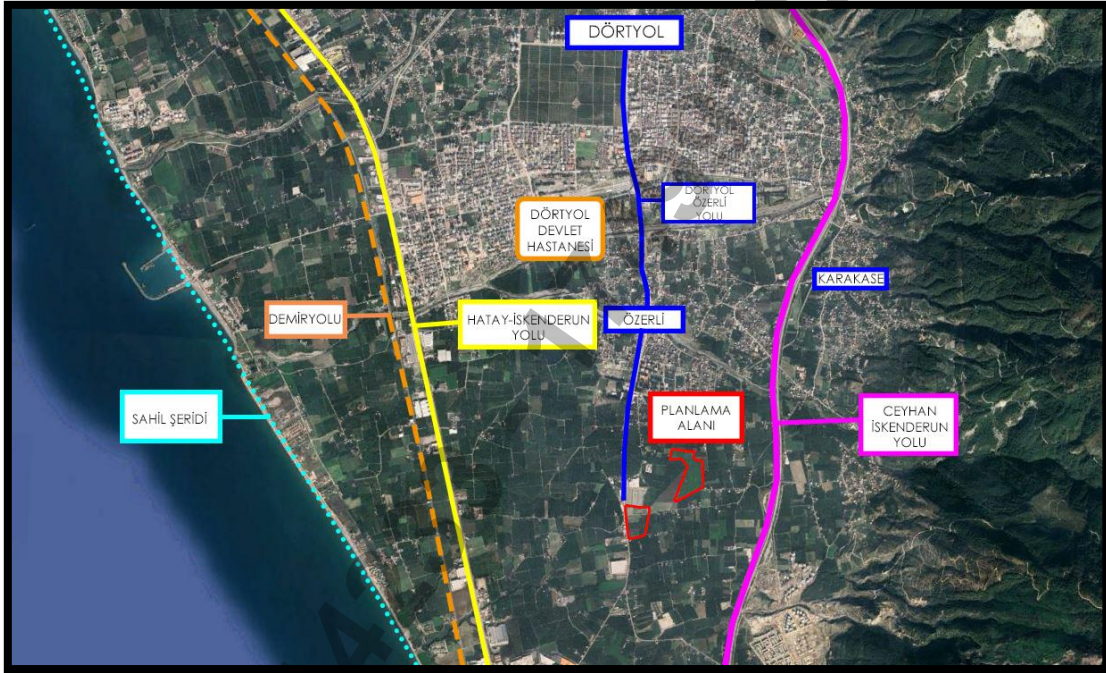 DÖRTYOL
DÖRTYOL
ÖZERLİ
YOLU
DÖRTYOL
DEVLET
HASTANESİ
KARAKASE
DEMİRYOLU
HATAY-İSKENDERUN
YOLU
ÖZERLİ
SAHİL ŞERİDİ
PLANLAMA
ALANI
CEYHAN
İSKENDERUN
YOLU